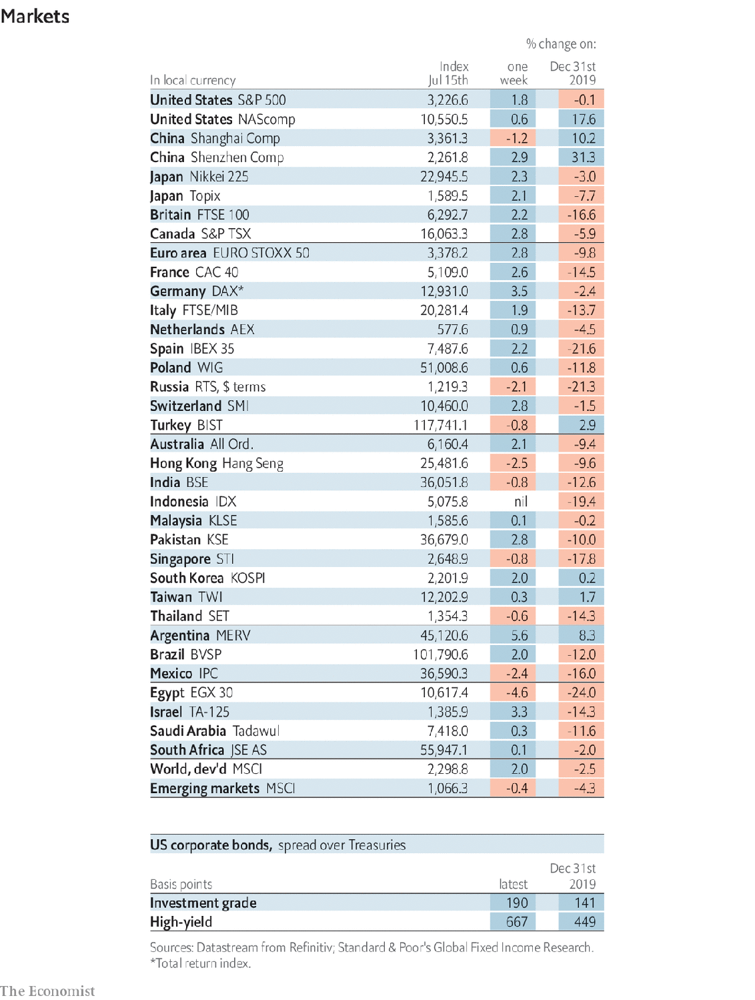 Markets
% change on:
Index one Dec 31st
In local currency Jul 15th week 2019
United States S&P 500 3,226.6 1.8 -0.1
United States NAScomp 10,550.5 0.6 17.6
China Shanghai Comp 3,361.3 -1.2 10.2
China Shenzhen Comp 2,261.8 2.9 31.3
Japan Nikkei 225 22,945.5 2.3 -3.0
Japan Topix 1,589.5 2.1 -7.7
Britain FTSE 100 6,292.7 2.2 -16.6
Canada S&P TSX 16,063.3 2.8 -5.9
Euro area EURO STOXX 50 3,378.2 2.8 -9.8
France CAC 40 5,109.0 2.6 -14.5
Germany DAX* 12,931.0 3.5 -2.4
Italy FTSE/MIB 20,281.4 1.9 -13.7
Netherlands AEX 577.6 0.9 -4.5
Spain IBEX 35 7,487.6 2.2 -21.6
Poland WIG 51,008.6 0.6 -11.8
Russia RTS, $ terms 1,219.3 -2.1 -21.3
Switzerland SMI 10,460.0 2.8 -1.5
Turkey BIST 117,741.1 -0.8 2.9
Australia All Ord. 6,160.4 2.1 -9.4
Hong Kong Hang Seng 25,481.6 -2.5 -9.6
India BSE 36,051.8 -0.8 -12.6
Indonesia IDX 5,075.8 nil -19.4
Malaysia KLSE 1,585.6 0.1 -0.2
Pakistan KSE 36,679.0 2.8 -10.0
Singapore STI 2,648.9 -0.8 -17.8
South Korea KOSPI 2,201.9 2.0 0.2
Taiwan TWI 12,202.9 0.3 1.7
Thailand SET 1,354.3 -0.6 -14.3
Argentina MERV 45,120.6 5.6 8.3
Brazil BVSP 101,790.6 2.0 -12.0
Mexico IPC 36,590.3 -2.4 -16.0
Egypt EGX 30 10,617.4 -4.6 -24.0
Israel TA-125 1,385.9 3.3 -14.3
Saudi Arabia Tadawul 7,418.0 0.3 -11.6
South Africa JSE AS 55,947.1 0.1 -2.0
World, dev'd MSCI 2,298.8 2.0 -2.5
Emerging markets MSCI 1,066.3 -0.4 -4.3
US corporate bonds, spread over Treasuries
Dec 31st
Basis points latest 2019
Investment grade 190 141
High-yield 667 449
Sources: Datastream from Refinitiv; Standard & Poor's Global Fixed Income Research.
*Total return index.
The Economist